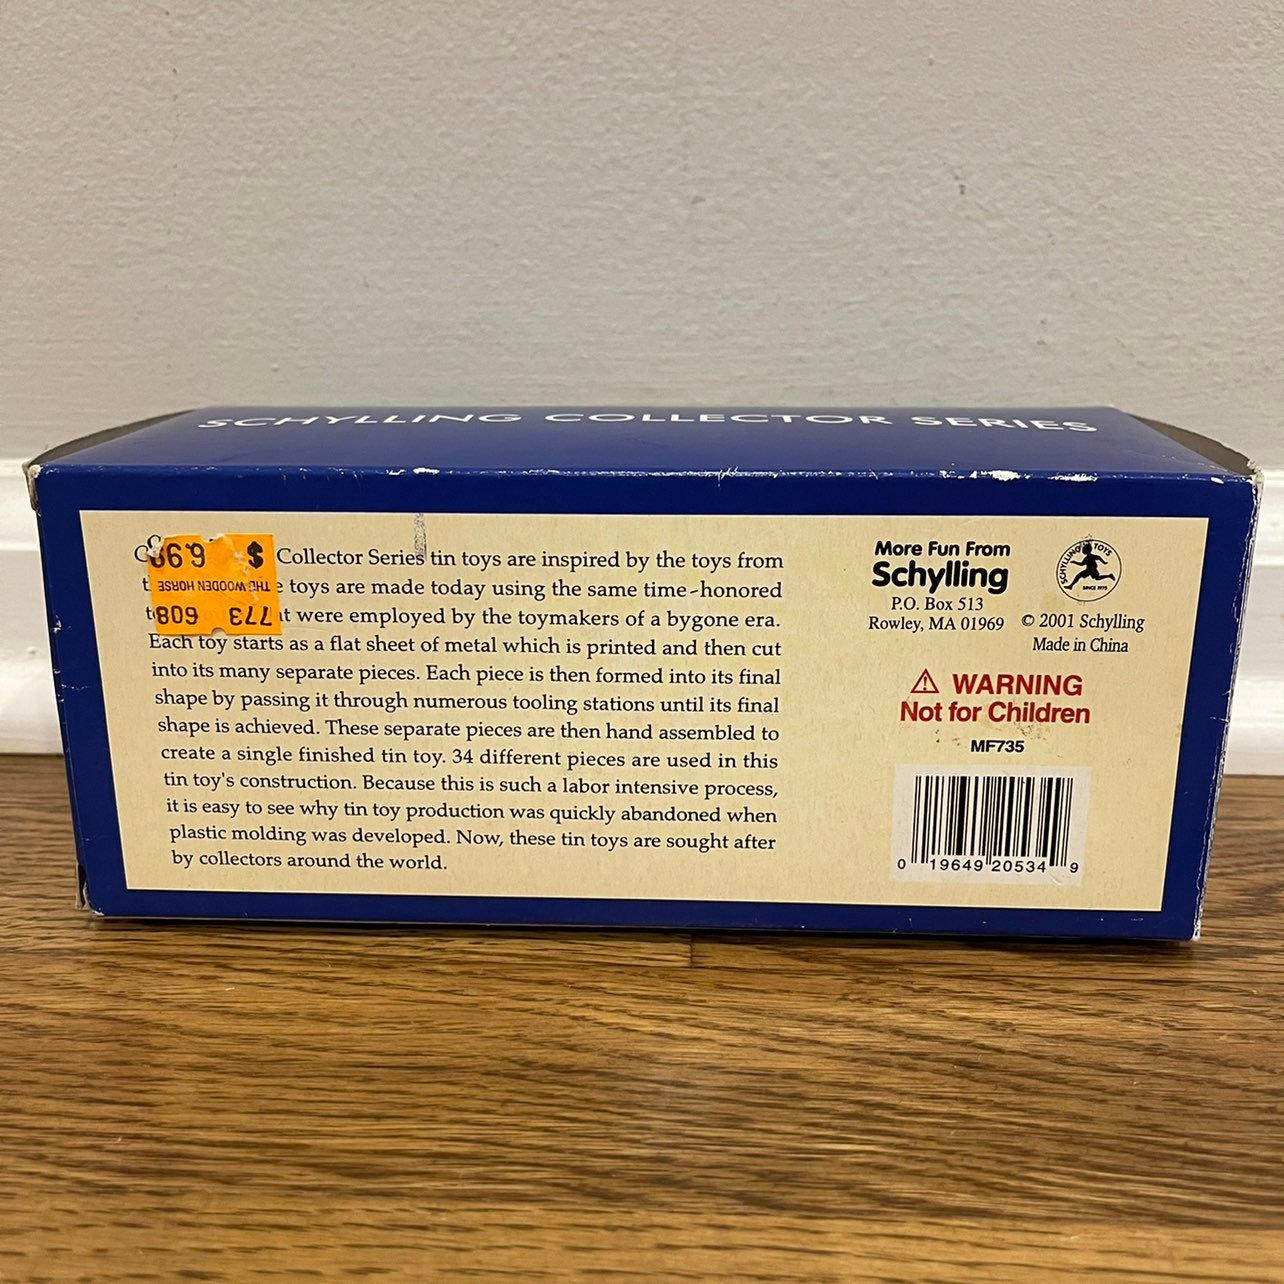 SCHYLLING COLLECTOR SERIES
Collector Series tin toys are inspired by the toys from
toys are made today using the same time-honored
were employed by the toymakers of a bygone era.
Each toy starts as a flat sheet of metal which is printed and then cut
into its many separate pieces. Each piece is then formed into its final
shape by passing it through numerous tooling stations until its final
shape is achieved. These separate pieces are then hand assembled to
create a single finished tin toy. 34 different pieces are used in this
tin toy's construction. Because this is such a labor intensive process,
it is easy to see why tin toy production was quickly abandoned when
plastic molding was developed. Now, these tin toys are sought after
by collectors around the world.
$ 6.99
THE WOODEN HORSE
773 608
More Fun From
Schylling
P.O. Box 513
Rowley, MA 01969
SCHYLLING TOYS
SINCE 1975
© 2001 Schylling
Made in China
⚠ WARNING
Not for Children
MF735
0 19649 20534 9